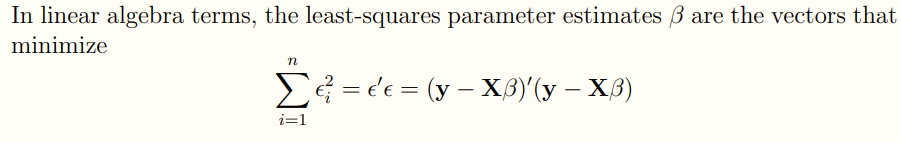 In linear algebra terms, the least-squares parameter estimates β are the vectors that
minimize
$$\sum_{i=1}^{n} \epsilon_i^2 = \epsilon'\epsilon = (\mathbf{y} - \mathbf{X}\beta)'(\mathbf{y} - \mathbf{X}\beta)$$